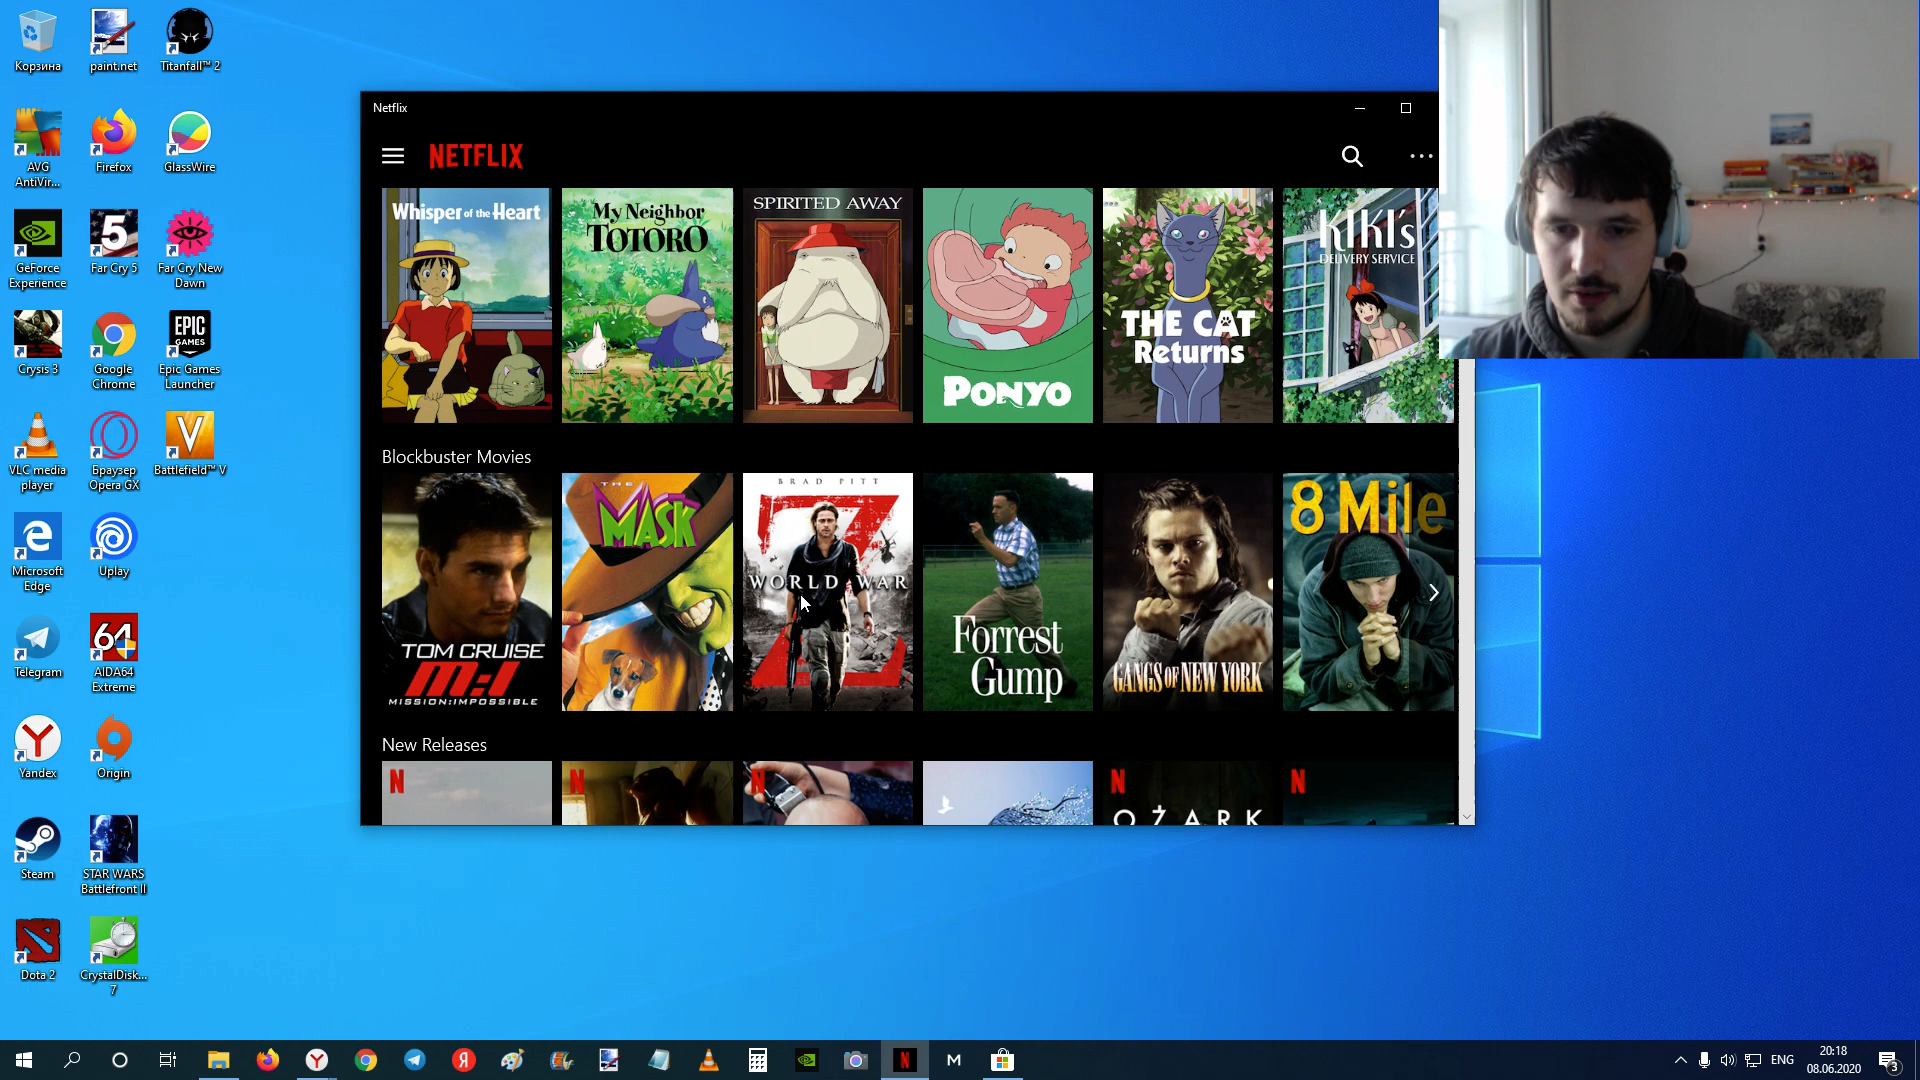 Корзина
paint.net
Titanfall™ 2
AVG
AntiVir...
Firefox
GlassWire
GeForce
Experience
5
Far Cry 5
Far Cry New
Dawn
Crysis 3
Google
Chrome
EPIC
GAMES
Epic Games
Launcher
VLC media
player
Браузер
Opera GX
V
Battlefield™ V
Microsoft
Edge
Uplay
Telegram
64
AIDA64
Extreme
Yandex
Origin
Steam
STAR WARS
Battlefront II
Dota 2
CrystalDisk...
7
Netflix
NETFLIX
Whisper of the Heart
My Neighbor
TOTORO
SPIRITED AWAY
PONYO
THE CAT
Returns
KIKI's
DELIVERY SERVICE
Blockbuster Movies
TOM CRUISE
M:I
MISSION:IMPOSSIBLE
THE
MASK
BRAD PITT
Z
WORLD WAR
Forrest
Gump
GANGS OF NEW YORK
8 Mile
New Releases
N
N
N
N
OZARK
N
Я
N
M
ENG
20:18
08.06.2020
3